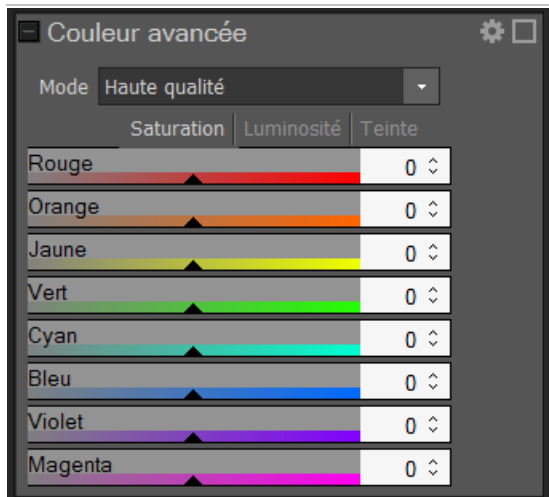 Couleur avancée
Mode Haute qualité
Saturation Luminosité Teinte
Rouge 0
Orange 0
Jaune 0
Vert 0
Cyan 0
Bleu 0
Violet 0
Magenta 0